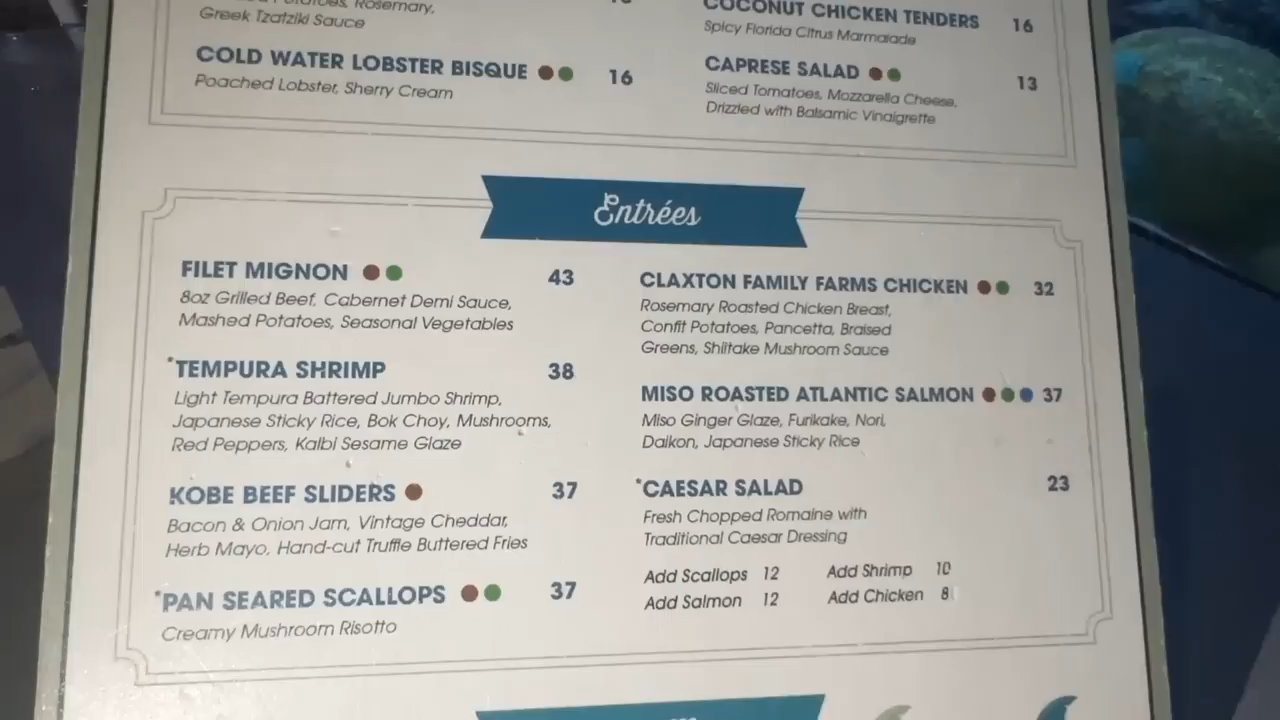 Rosemary,
Greek Tzatziki Sauce
COLD WATER LOBSTER BISQUE 16
Poached Lobster, Sherry Cream
COCONUT CHICKEN TENDERS 16
Spicy Florida Citrus Marmalade
CAPRESE SALAD 13
Sliced Tomatoes, Mozzarella Cheese,
Drizzled with Balsamic Vinaigrette
Entrées
FILET MIGNON 43
8oz Grilled Beef, Cabernet Demi Sauce,
Mashed Potatoes, Seasonal Vegetables
*TEMPURA SHRIMP 38
Light Tempura Battered Jumbo Shrimp,
Japanese Sticky Rice, Bok Choy, Mushrooms,
Red Peppers, Kalbi Sesame Glaze
KOBE BEEF SLIDERS 37
Bacon & Onion Jam, Vintage Cheddar,
Herb Mayo, Hand-cut Truffle Buttered Fries
*PAN SEARED SCALLOPS 37
Creamy Mushroom Risotto
CLAXTON FAMILY FARMS CHICKEN 32
Rosemary Roasted Chicken Breast,
Confit Potatoes, Pancetta, Braised
Greens, Shiitake Mushroom Sauce
MISO ROASTED ATLANTIC SALMON 37
Miso Ginger Glaze, Furikake, Nori,
Daikon, Japanese Sticky Rice
*CAESAR SALAD 23
Fresh Chopped Romaine with
Traditional Caesar Dressing
Add Scallops 12 Add Shrimp 10
Add Salmon 12 Add Chicken 8